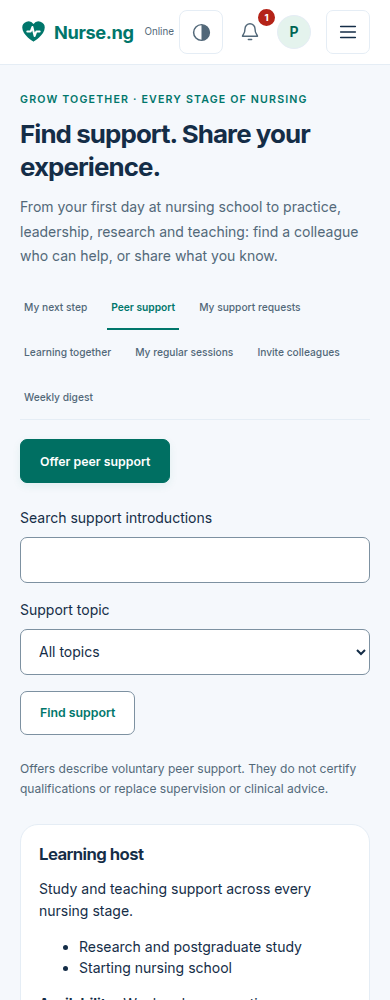 Nurse.ng
Online
1
P
GROW TOGETHER · EVERY STAGE OF NURSING
Find support. Share your
experience.
From your first day at nursing school to practice,
leadership, research and teaching: find a colleague
who can help, or share what you know.
My next step Peer support My support requests
Learning together My regular sessions Invite colleagues
Weekly digest
Offer peer support
Search support introductions
Support topic
All topics
Find support
Offers describe voluntary peer support. They do not certify
qualifications or replace supervision or clinical advice.
Learning host
Study and teaching support across every
nursing stage.
• Research and postgraduate study
• Starting nursing school